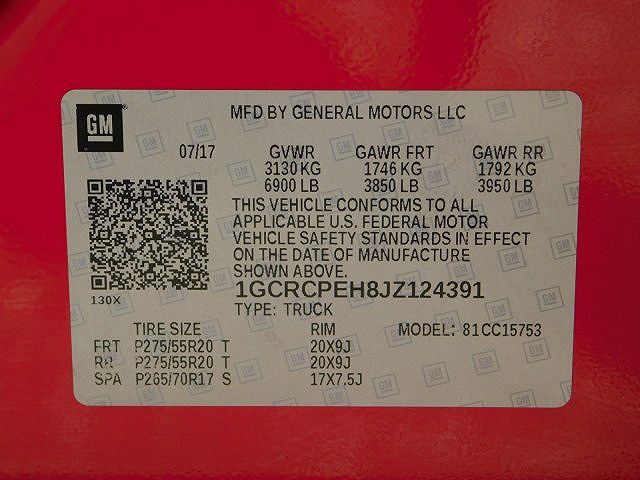 GM
MFD BY GENERAL MOTORS LLC
07/17 GVWR GAWR FRT GAWR RR
3130 KG 1746 KG 1792 KG
6900 LB 3850 LB 3950 LB
THIS VEHICLE CONFORMS TO ALL
APPLICABLE U.S. FEDERAL MOTOR
VEHICLE SAFETY STANDARDS IN EFFECT
ON THE DATE OF MANUFACTURE
SHOWN ABOVE.
130X
1GCRCPEH8JZ124391
TYPE: TRUCK
TIRE SIZE RIM MODEL: 81CC15753
FRT P275/55R20 T 20X9J
RR P275/55R20 T 20X9J
SPA P265/70R17 S 17X7.5J